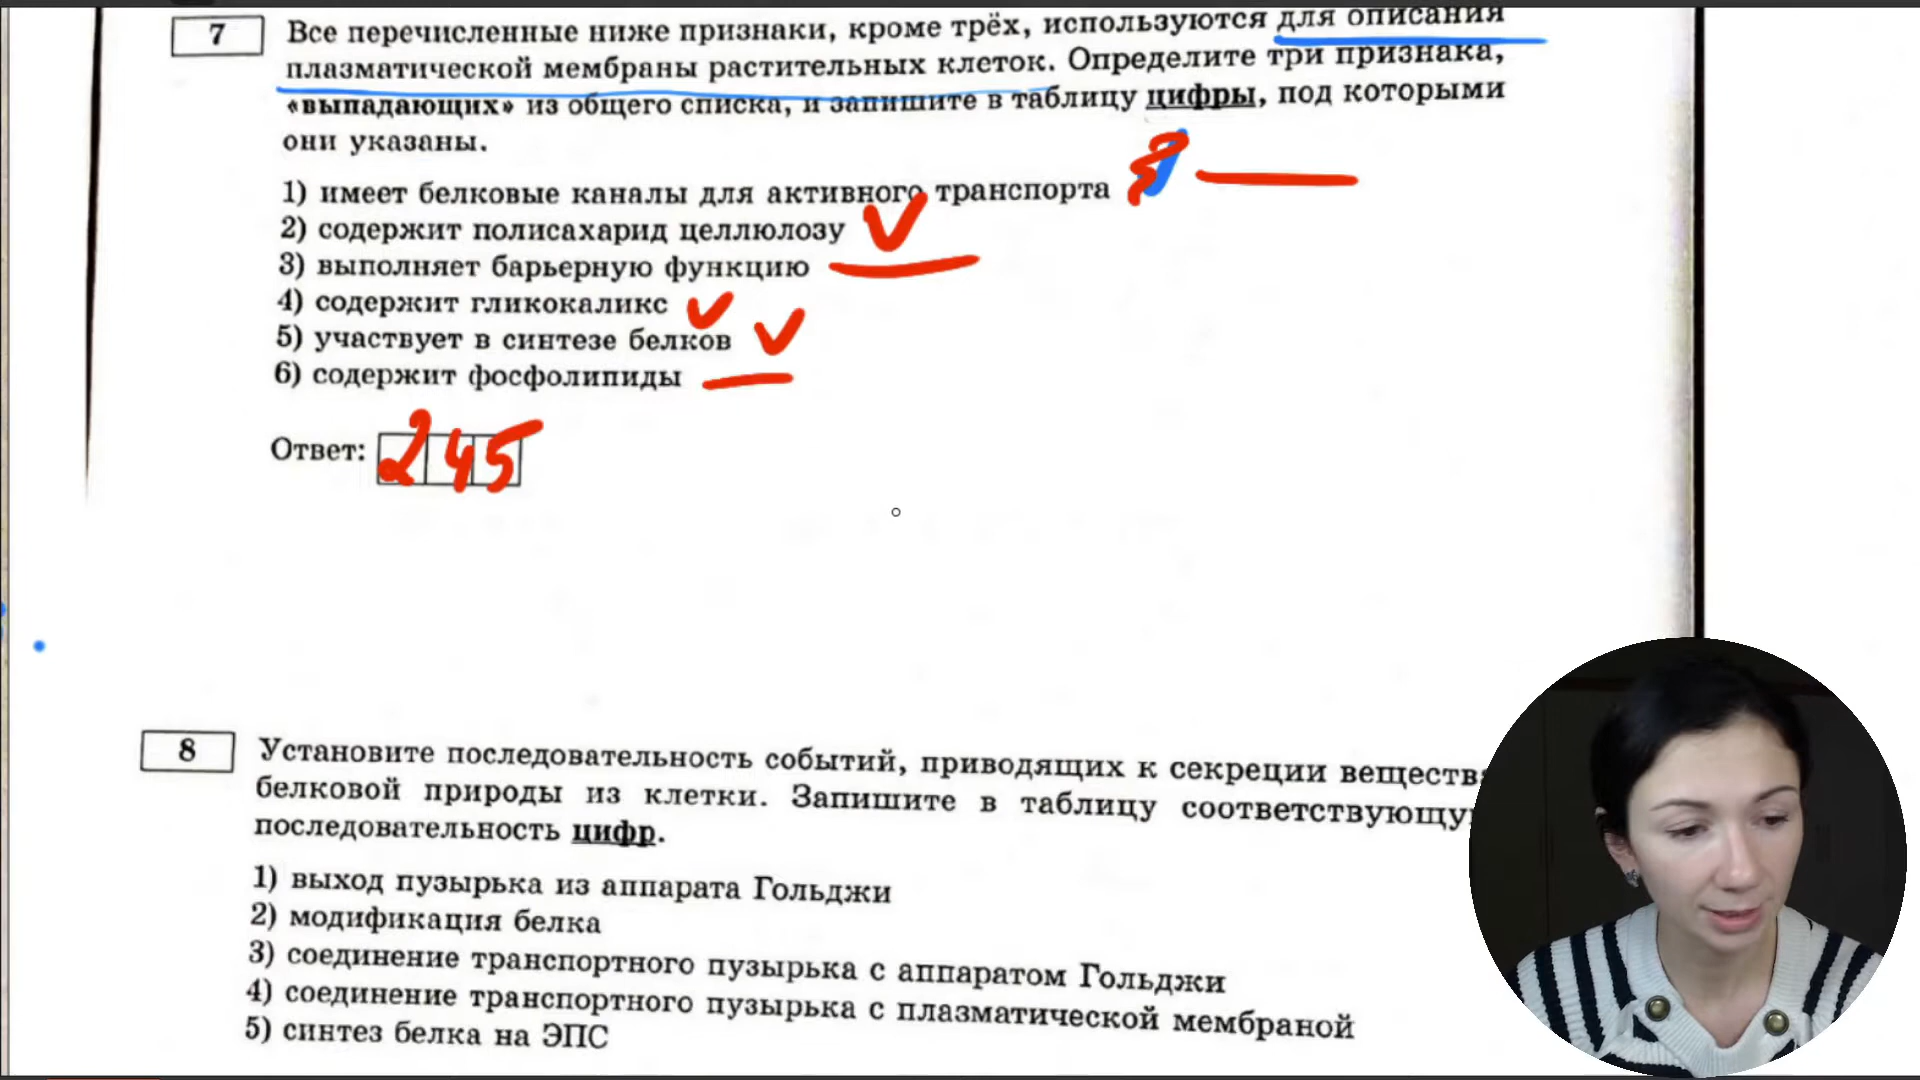 7
Все перечисленные ниже признаки, кроме трёх, используются для описания
плазматической мембраны растительных клеток. Определите три признака,
«выпадающих» из общего списка, и запишите в таблицу цифры, под которыми
они указаны.
1) имеет белковые каналы для активного транспорта
2) содержит полисахарид целлюлозу
3) выполняет барьерную функцию
4) содержит гликокаликс
5) участвует в синтезе белков
6) содержит фосфолипиды
Ответ: 245
8
Установите последовательность событий, приводящих к секреции вещества
белковой природы из клетки. Запишите в таблицу соответствующую
последовательность цифр.
1) выход пузырька из аппарата Гольджи
2) модификация белка
3) соединение транспортного пузырька с аппаратом Гольджи
4) соединение транспортного пузырька с плазматической мембраной
5) синтез белка на ЭПС